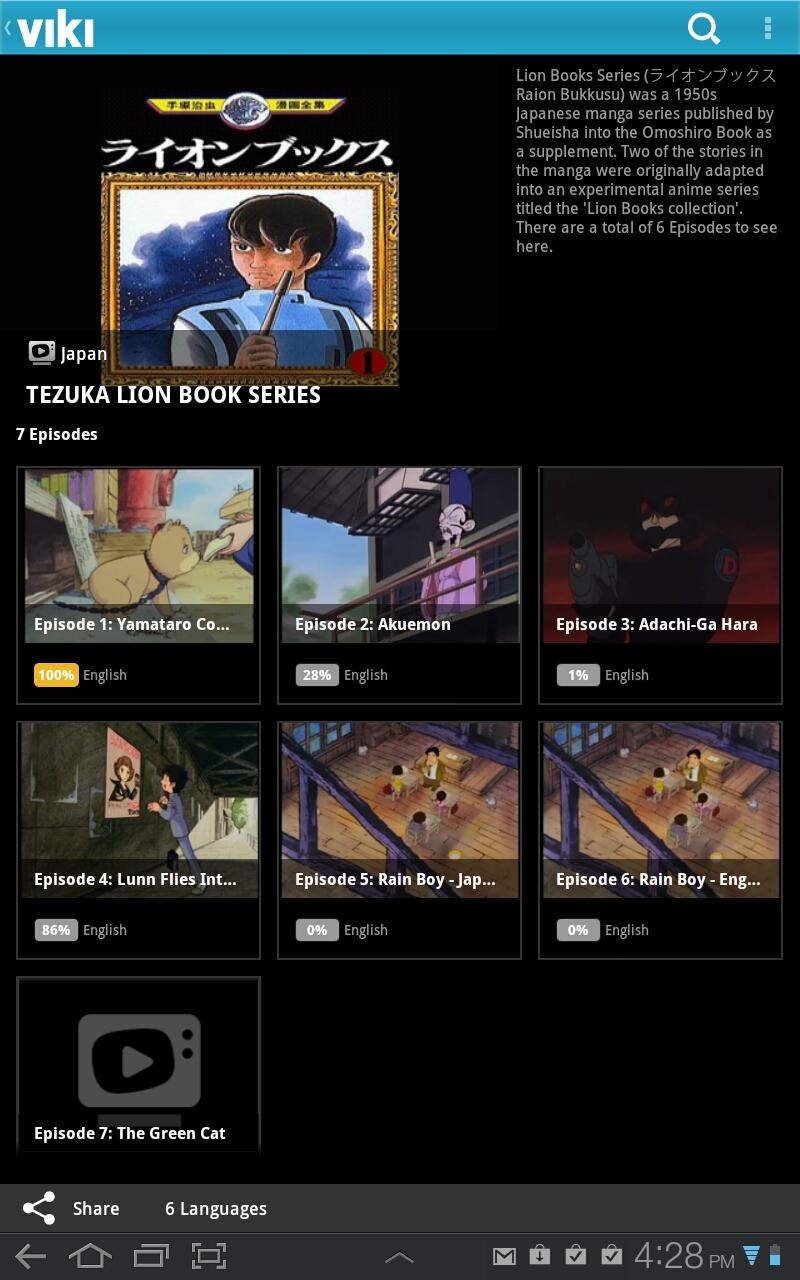 viki
手塚治虫 漫画全集
ライオンブックス
1
Japan
TEZUKA LION BOOK SERIES
Lion Books Series (ライオンブックス
Raion Bukkusu) was a 1950s
Japanese manga series published by
Shueisha into the Omoshiro Book as
a supplement. Two of the stories in
the manga were originally adapted
into an experimental anime series
titled the 'Lion Books collection'.
There are a total of 6 Episodes to see
here.
7 Episodes
Episode 1: Yamataro Co...
100% English
Episode 2: Akuemon
28% English
D
Episode 3: Adachi-Ga Hara
1% English
Episode 4: Lunn Flies Int...
86% English
Episode 5: Rain Boy - Jap...
0% English
Episode 6: Rain Boy - Eng...
0% English
Episode 7: The Green Cat
Share 6 Languages
4:28 PM